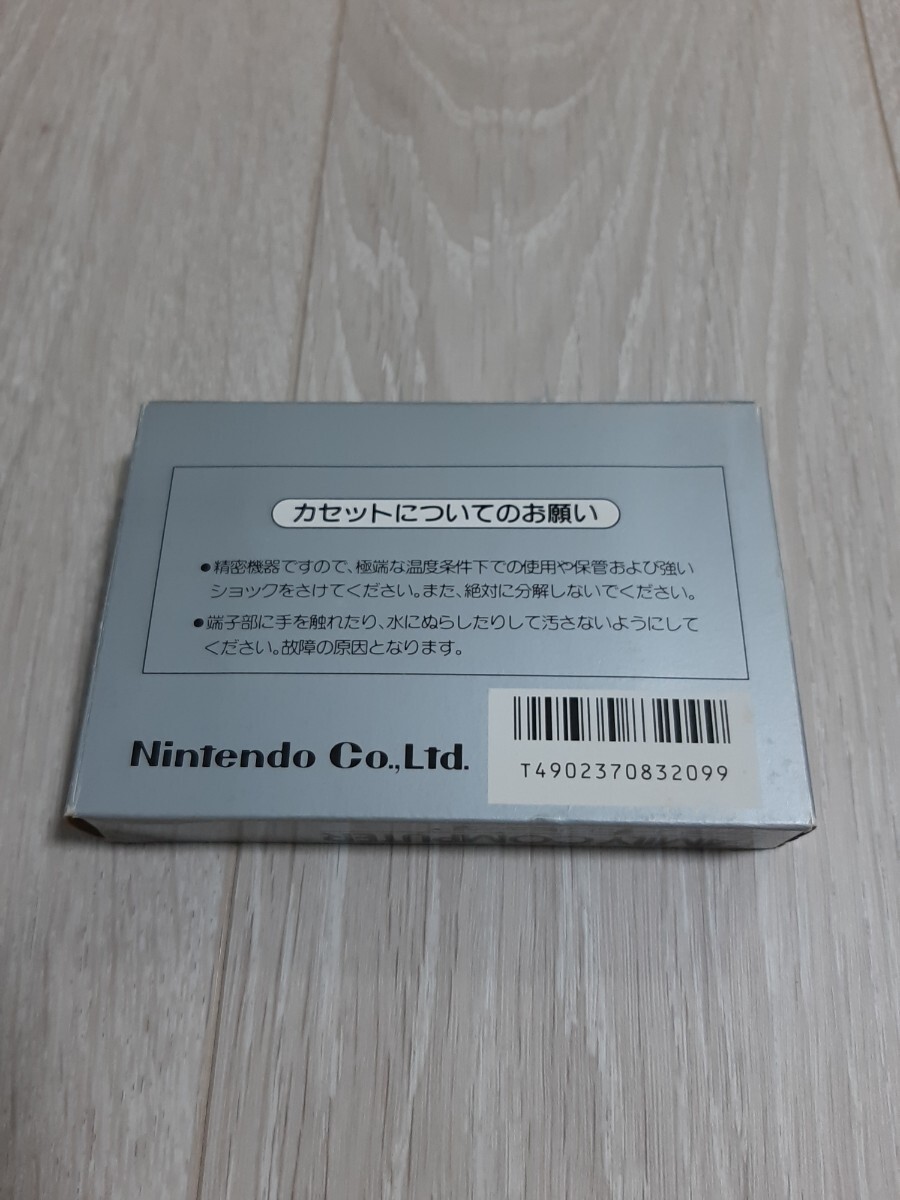 カセットについてのお願い
●精密機器ですので、極端な温度条件下での使用や保管および強い
ショックをさけてください。また、絶対に分解しないでください。
●端子部に手を触れたり、水にぬらしたりして汚さないようにして
ください。故障の原因となります。
Nintendo Co.,Ltd.
T4902370832099